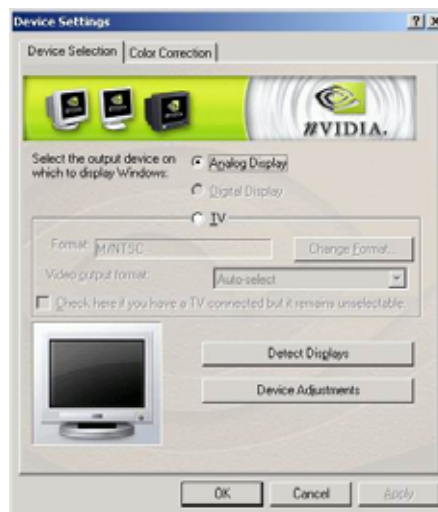 Device Settings
Device Selection
Color Correction
nVIDIA.
Select the output device on
which to display Windows:
Analog Display
Digital Display
TV
Format:
M/NTSC
Change Format...
Video output format:
Auto-select
Check here if you have a TV connected but it remains unselectable.
Detect Displays
Device Adjustments
OK
Cancel
Apply